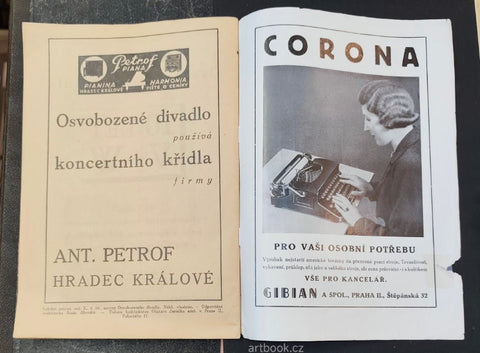 Petrof
PIANA
PIANINA
HRADEC KRÁLOVÉ
HARMONIA
PIŠTE O CENÍKY
Osvobozené divadlo
používá
koncertního křídla
firmy
ANT. PETROF
HRADEC KRÁLOVÉ
CORONA
PRO VAŠI OSOBNÍ POTŘEBU
VŠE PRO KANCELÁŘ.
GIBIAN A SPOL., PRAHA II., Štěpánská 32
artbook.cz